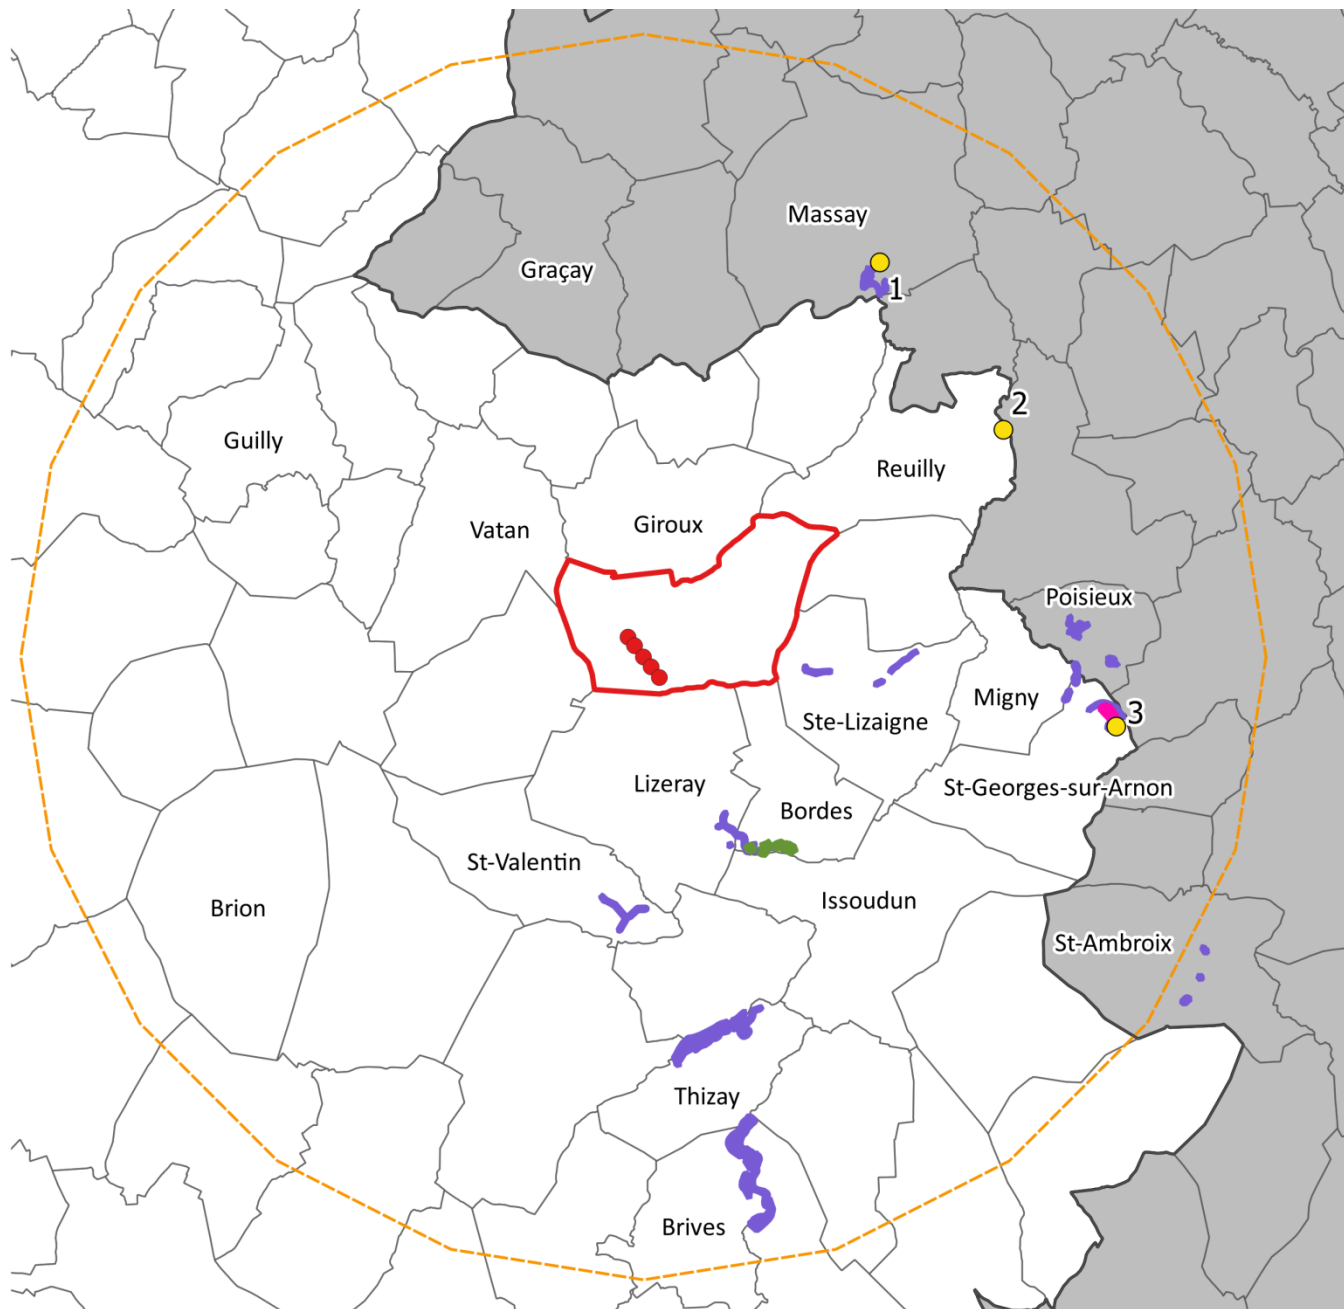 Massay
Graçay
1
2
Guilly
Reuilly
Vatan
Giroux
Poisieux
Migny
3
Ste-Lizaigne
Lizeray
St-Georges-sur-Arnon
Bordes
St-Valentin
Issoudun
Brion
St-Ambroix
Thizay
Brives